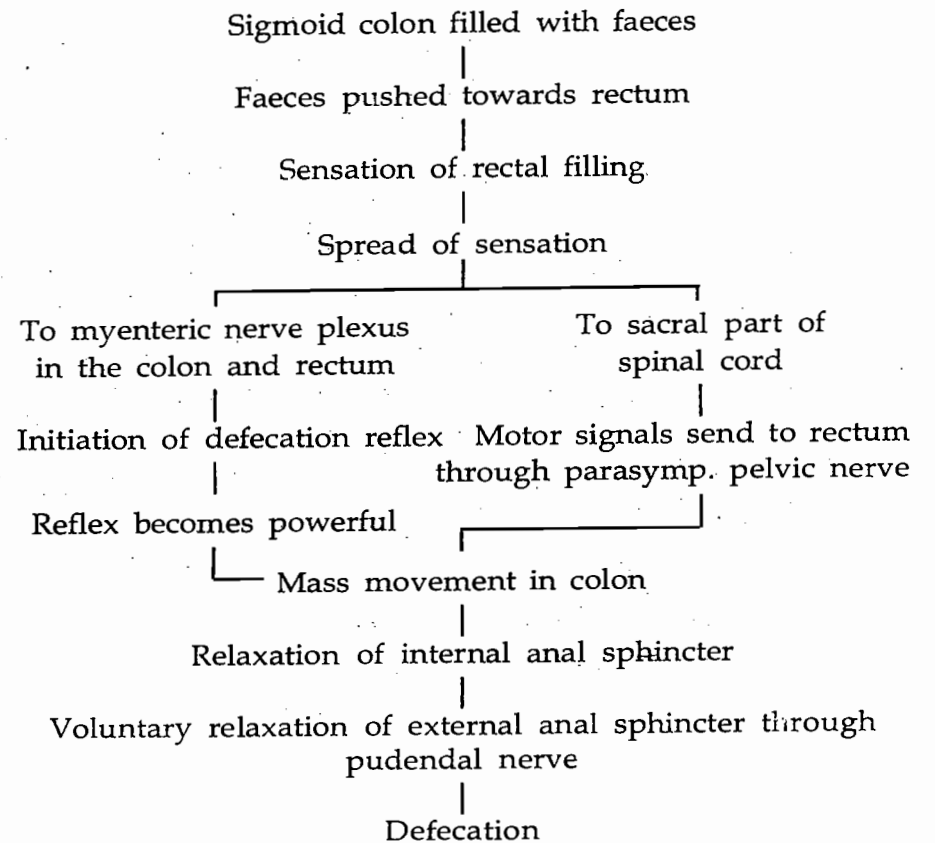 Sigmoid colon filled with faeces
Faeces pushed towards rectum
Sensation of rectal filling
Spread of sensation
To myenteric nerve plexus
in the colon and rectum
To sacral part of
spinal cord
Initiation of defecation reflex
Motor signals send to rectum
through parasymp. pelvic nerve
Reflex becomes powerful
Mass movement in colon
Relaxation of internal anal sphincter
Voluntary relaxation of external anal sphincter through
pudendal nerve
Defecation